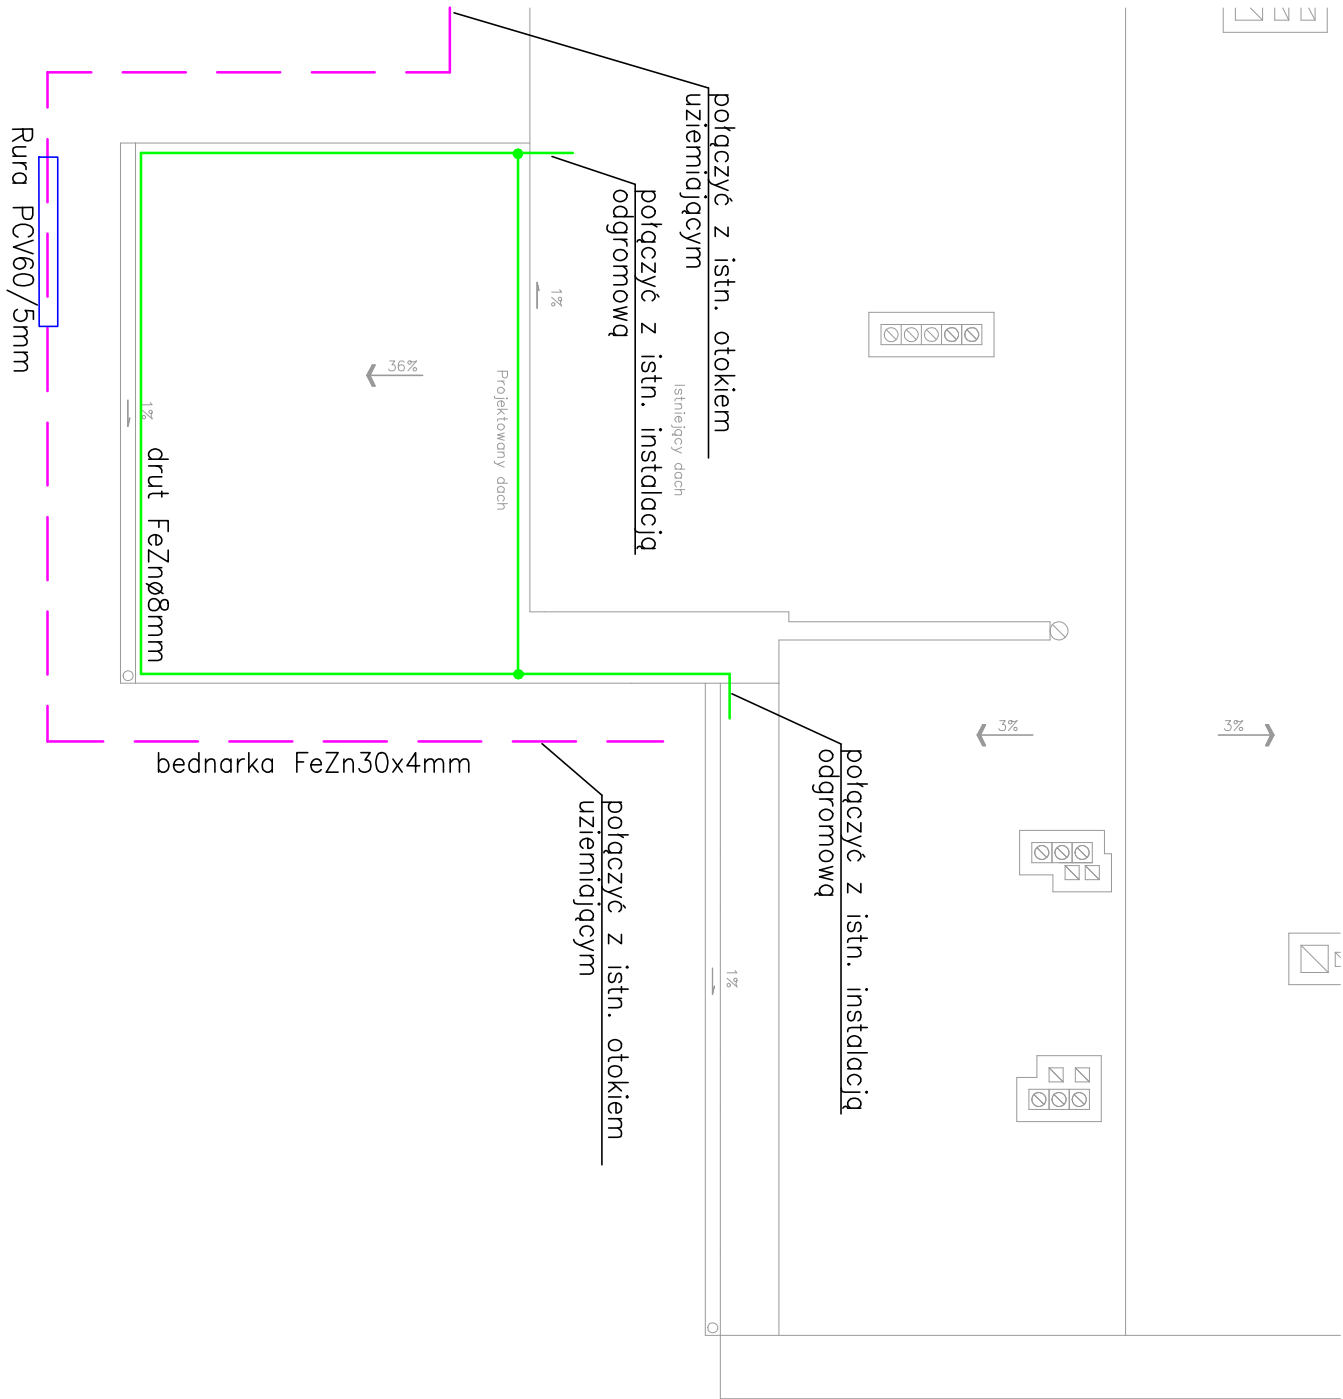 połączyć z istn. otokiem
uziemiającym
połączyć z istn. instalacją
odgromową
Istniejący dach
Projektowany dach
1%
36%
1%
drut FeZnø8mm
Rura PCV60/5mm
bednarka FeZn30x4mm
połączyć z istn. otokiem
uziemiającym
połączyć z istn. instalacją
odgromową
3%
3%
1%